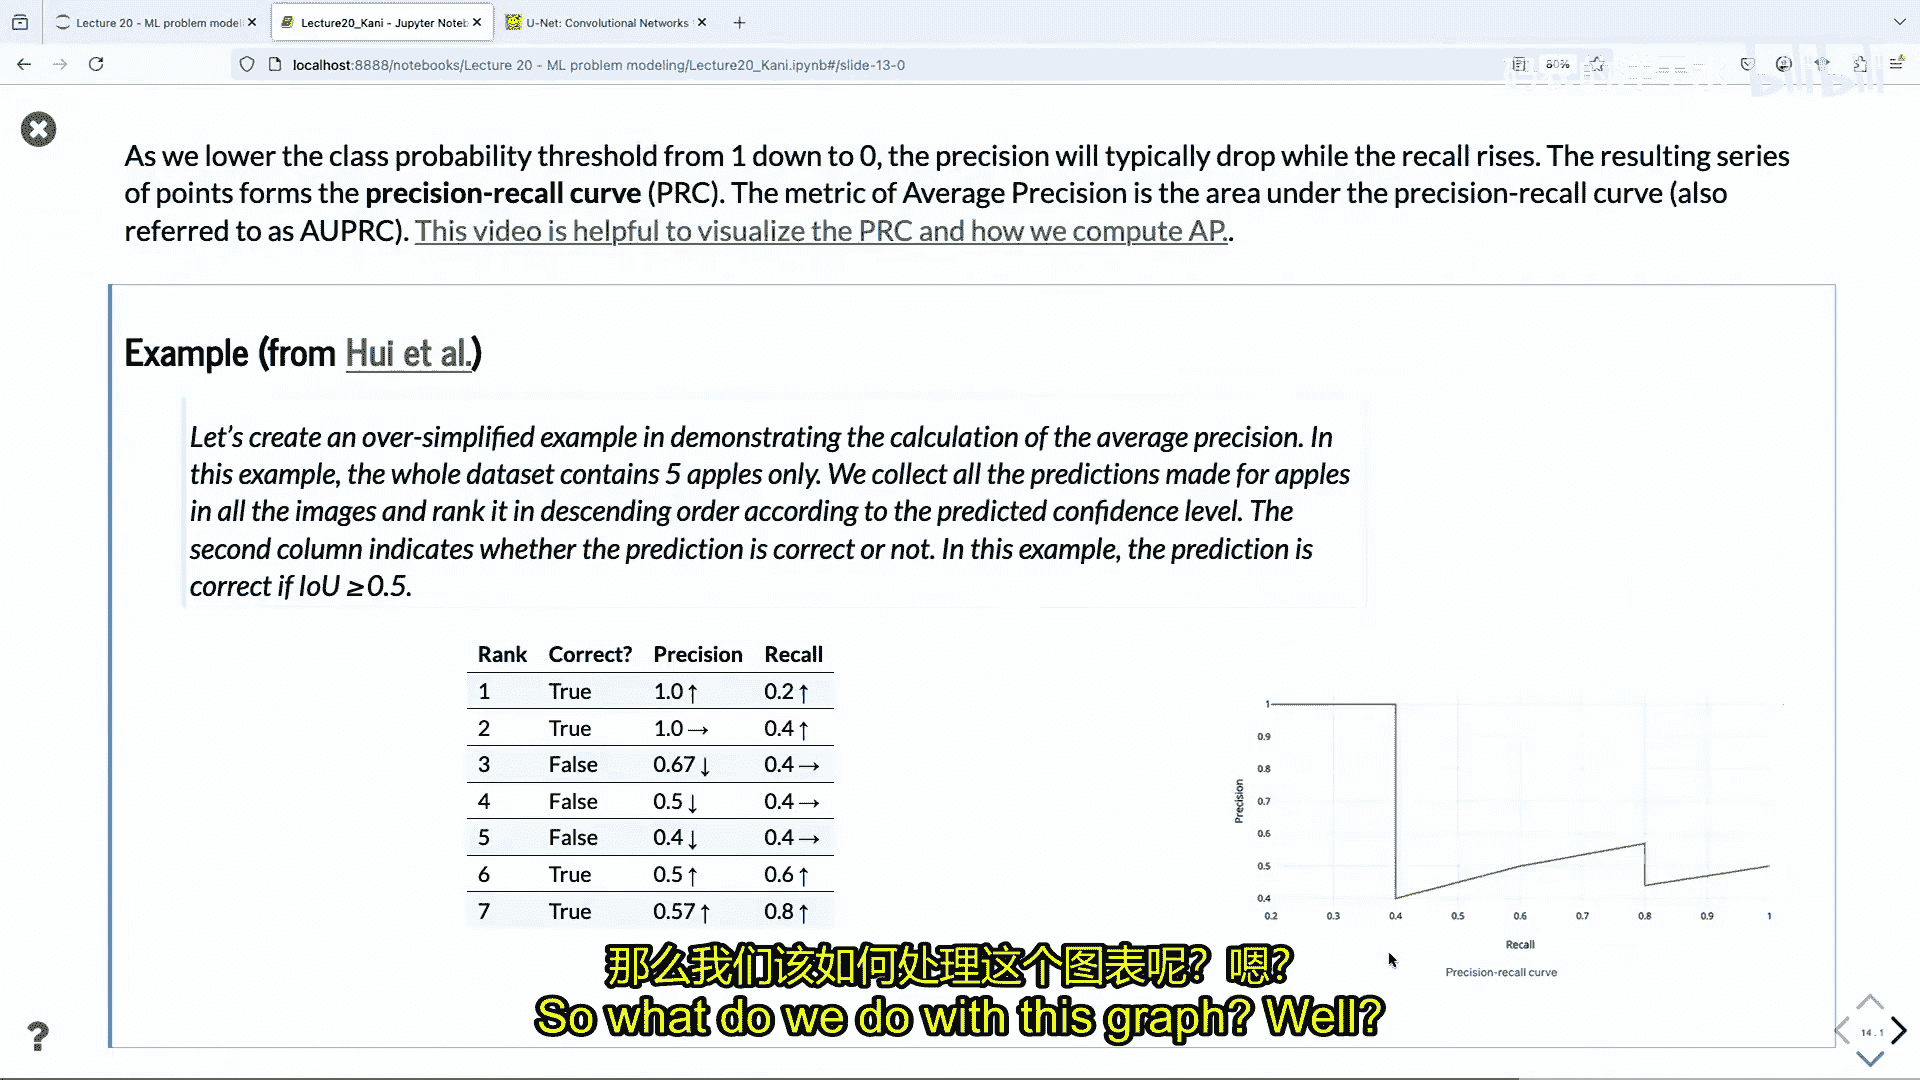 Lecture 20 - ML problem model
Lecture20_Kani - Jupyter Noteb
U-Net: Convolutional Networks
localhost:8888/notebooks/Lecture 20 - ML problem modeling/Lecture20_Kani.ipynb#/slide-13-0
80%
bilibili
As we lower the class probability threshold from 1 down to 0, the precision will typically drop while the recall rises. The resulting series
of points forms the precision-recall curve (PRC). The metric of Average Precision is the area under the precision-recall curve (also
referred to as AUPRC). This video is helpful to visualize the PRC and how we compute AP..
Example (from Hui et al.)
Let's create an over-simplified example in demonstrating the calculation of the average precision. In
this example, the whole dataset contains 5 apples only. We collect all the predictions made for apples
in all the images and rank it in descending order according to the predicted confidence level. The
second column indicates whether the prediction is correct or not. In this example, the prediction is
correct if IoU ≥0.5.
Rank Correct? Precision Recall
1 True 1.0↑ 0.2↑
2 True 1.0→ 0.4↑
3 False 0.67↓ 0.4→
4 False 0.5↓ 0.4→
5 False 0.4↓ 0.4→
6 True 0.5↑ 0.6↑
7 True 0.57↑ 0.8↑
1
0.9
0.8
0.7
0.6
0.5
0.4
Precision
0.2 0.3 0.4 0.5 0.6 0.7 0.8 0.9 1
Recall
Precision-recall curve
那么我们该如何处理这个图表呢？嗯？
So what do we do with this graph? Well?
14.1
?